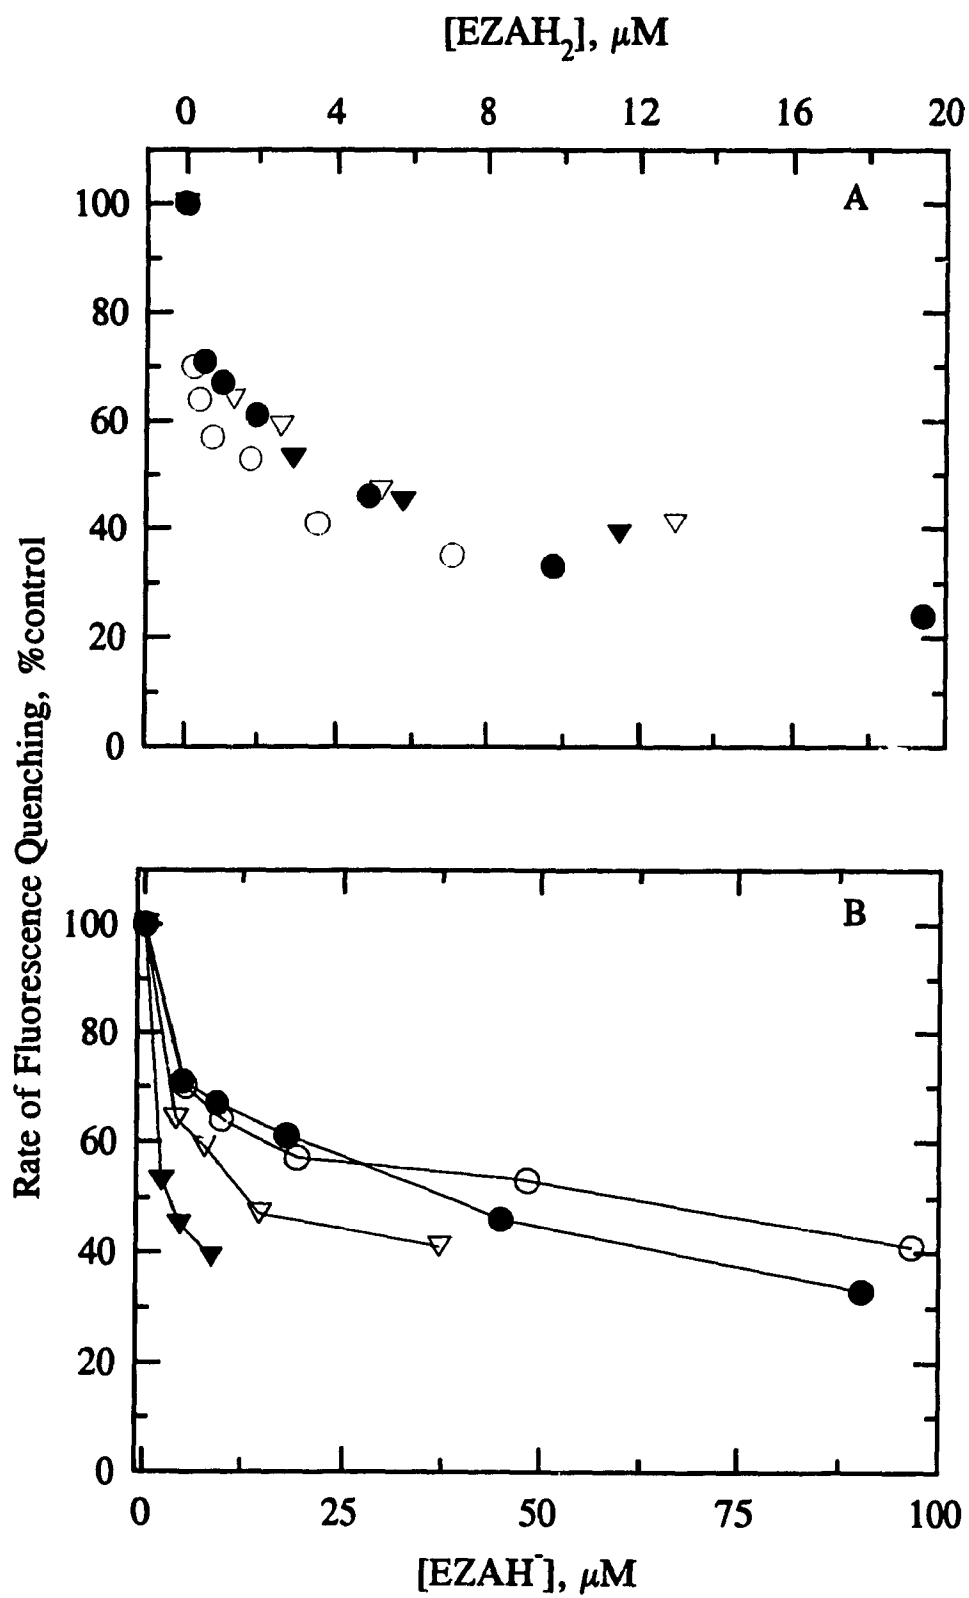 [EZAH₂], μM
0 4 8 12 16 20
A
100
80
60
40
20
0
Rate of Fluorescence Quenching, %control
B
100
80
60
40
20
0
0 25 50 75 100
[EZAH⁻], μM